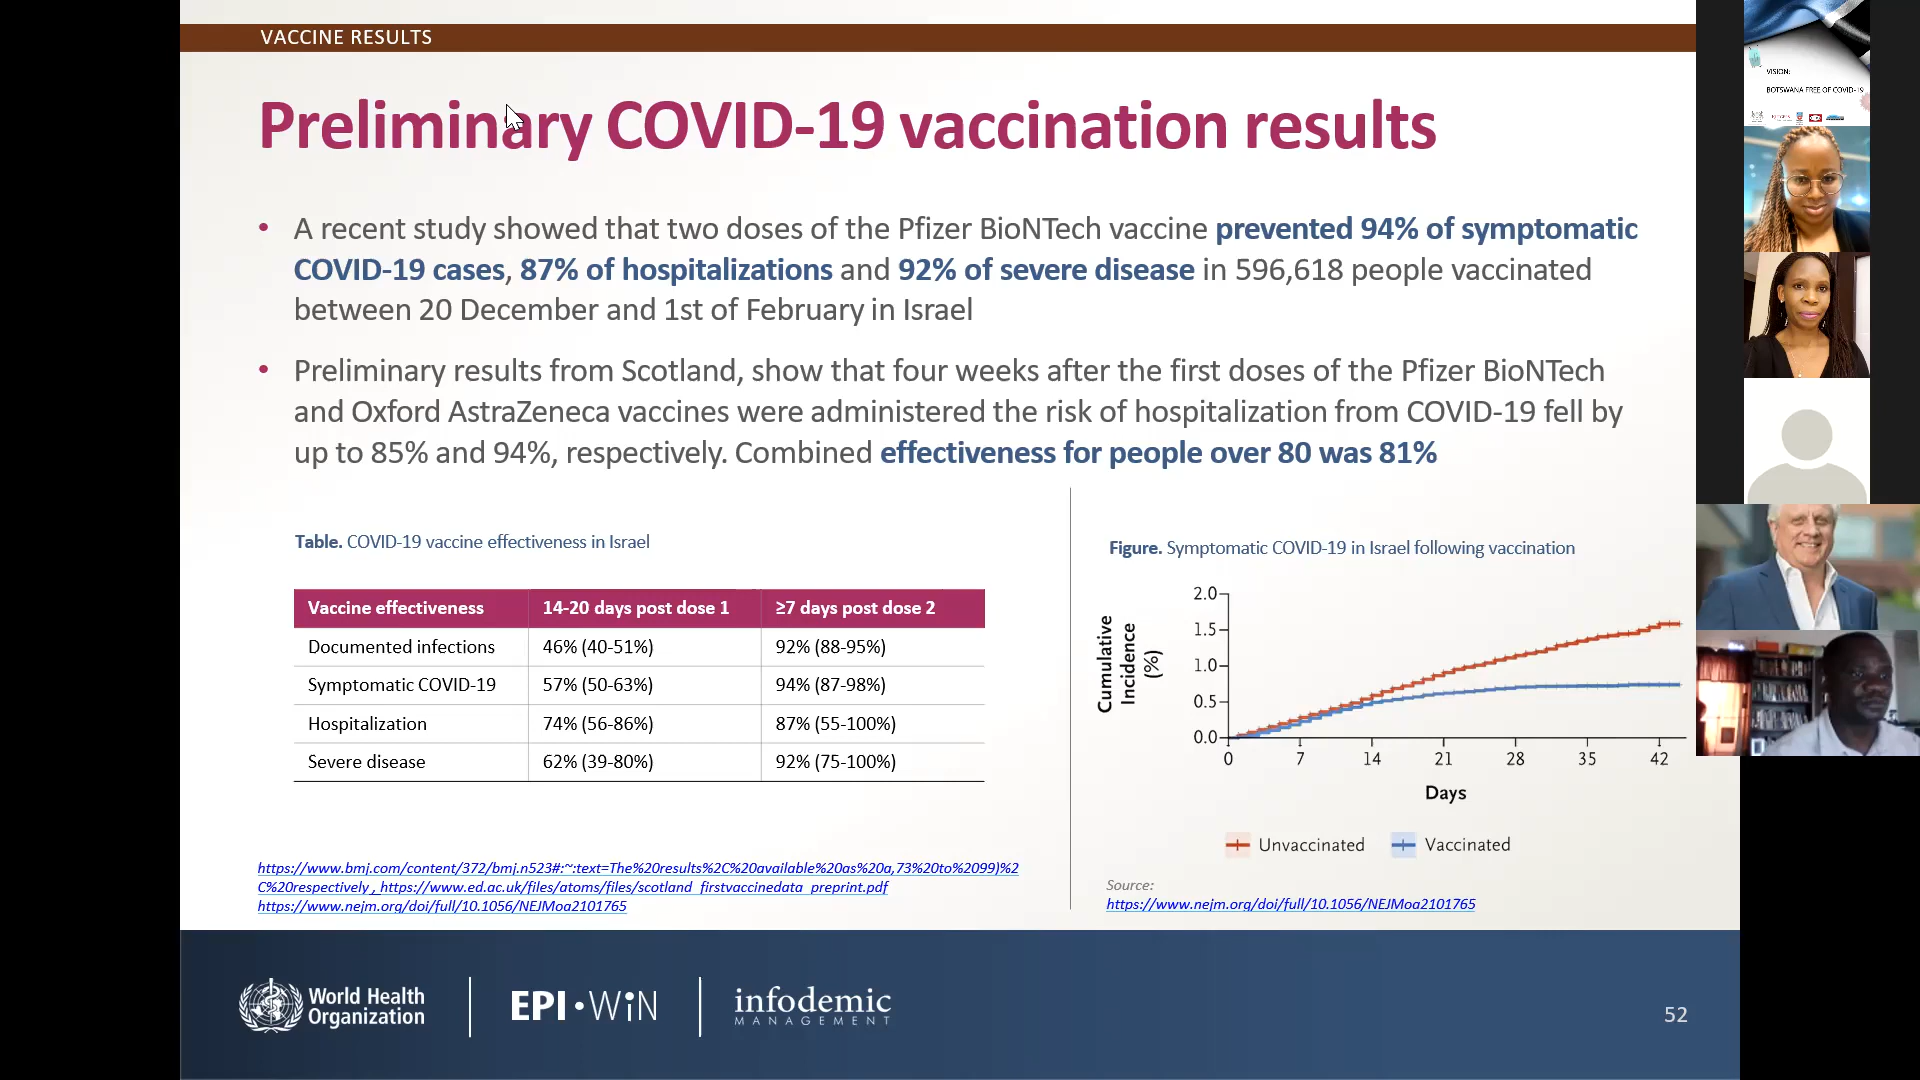 VACCINE RESULTS
Preliminary COVID-19 vaccination results
• A recent study showed that two doses of the Pfizer BioNTech vaccine prevented 94% of symptomatic
COVID-19 cases, 87% of hospitalizations and 92% of severe disease in 596,618 people vaccinated
between 20 December and 1st of February in Israel
• Preliminary results from Scotland, show that four weeks after the first doses of the Pfizer BioNTech
and Oxford AstraZeneca vaccines were administered the risk of hospitalization from COVID-19 fell by
up to 85% and 94%, respectively. Combined effectiveness for people over 80 was 81%
Table. COVID-19 vaccine effectiveness in Israel
Vaccine effectiveness 14-20 days post dose 1 ≥7 days post dose 2
Documented infections 46% (40-51%) 92% (88-95%)
Symptomatic COVID-19 57% (50-63%) 94% (87-98%)
Hospitalization 74% (56-86%) 87% (55-100%)
Severe disease 62% (39-80%) 92% (75-100%)
https://www.bmj.com/content/372/bmj.n523#:~:text=The%20results%2C%20available%20as%20a,73%20to%2099)%2
C%20respectively , https://www.ed.ac.uk/files/atoms/files/scotland_firstvaccinedata_preprint.pdf
https://www.nejm.org/doi/full/10.1056/NEJMoa2101765
Figure. Symptomatic COVID-19 in Israel following vaccination
Cumulative
Incidence
(%)
2.0
1.5
1.0
0.5
0.0
0 7 14 21 28 35 42
Days
Unvaccinated Vaccinated
Source:
https://www.nejm.org/doi/full/10.1056/NEJMoa2101765
World Health
Organization
EPI•WiN
infodemic
MANAGEMENT
52
VISION:
BOTSWANA FREE OF COVID-19